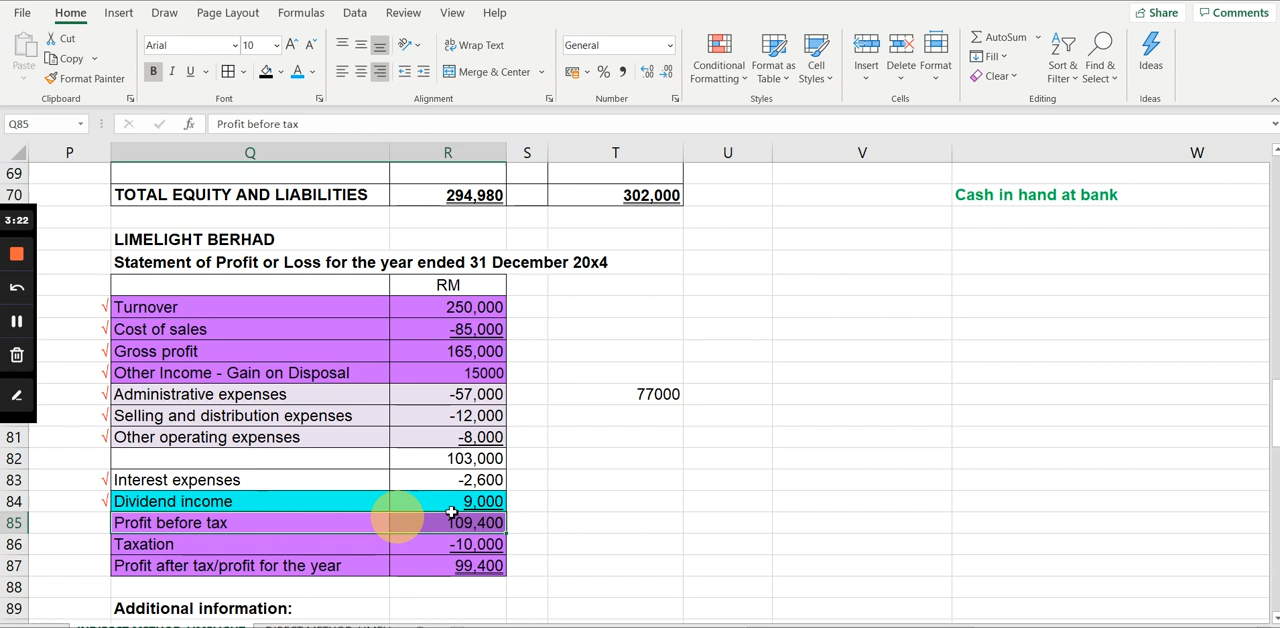 File Home Insert Draw Page Layout Formulas Data Review View Help Share Comments
Cut Arial 10 A A Wrap Text General AutoSum
Paste Copy Fill
Format Painter B I U A Merge & Center % Clear
Conditional Formatting Format as Table Cell Styles Insert Delete Format Sort & Filter Find & Select Ideas
Clipboard Font Alignment Number Styles Cells Editing Ideas
Q85 fx Profit before tax
P Q R S T U V W
69
70 TOTAL EQUITY AND LIABILITIES 294,980 302,000 Cash in hand at bank
3:22
LIMELIGHT BERHAD
Statement of Profit or Loss for the year ended 31 December 20x4
RM
√ Turnover 250,000
√ Cost of sales -85,000
√ Gross profit 165,000
√ Other Income - Gain on Disposal 15000
√ Administrative expenses -57,000 77000
√ Selling and distribution expenses -12,000
81 √ Other operating expenses -8,000
82 103,000
83 √ Interest expenses -2,600
84 √ Dividend income 9,000
85 Profit before tax 109,400
86 Taxation -10,000
87 Profit after tax/profit for the year 99,400
88
89 Additional information: